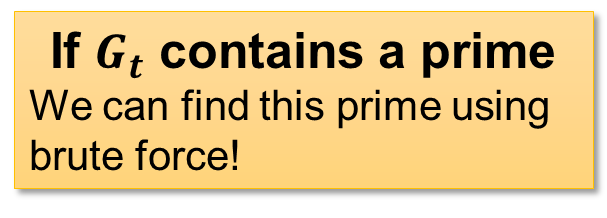 If 𝑮𝒕 contains a prime
We can find this prime using
brute force!